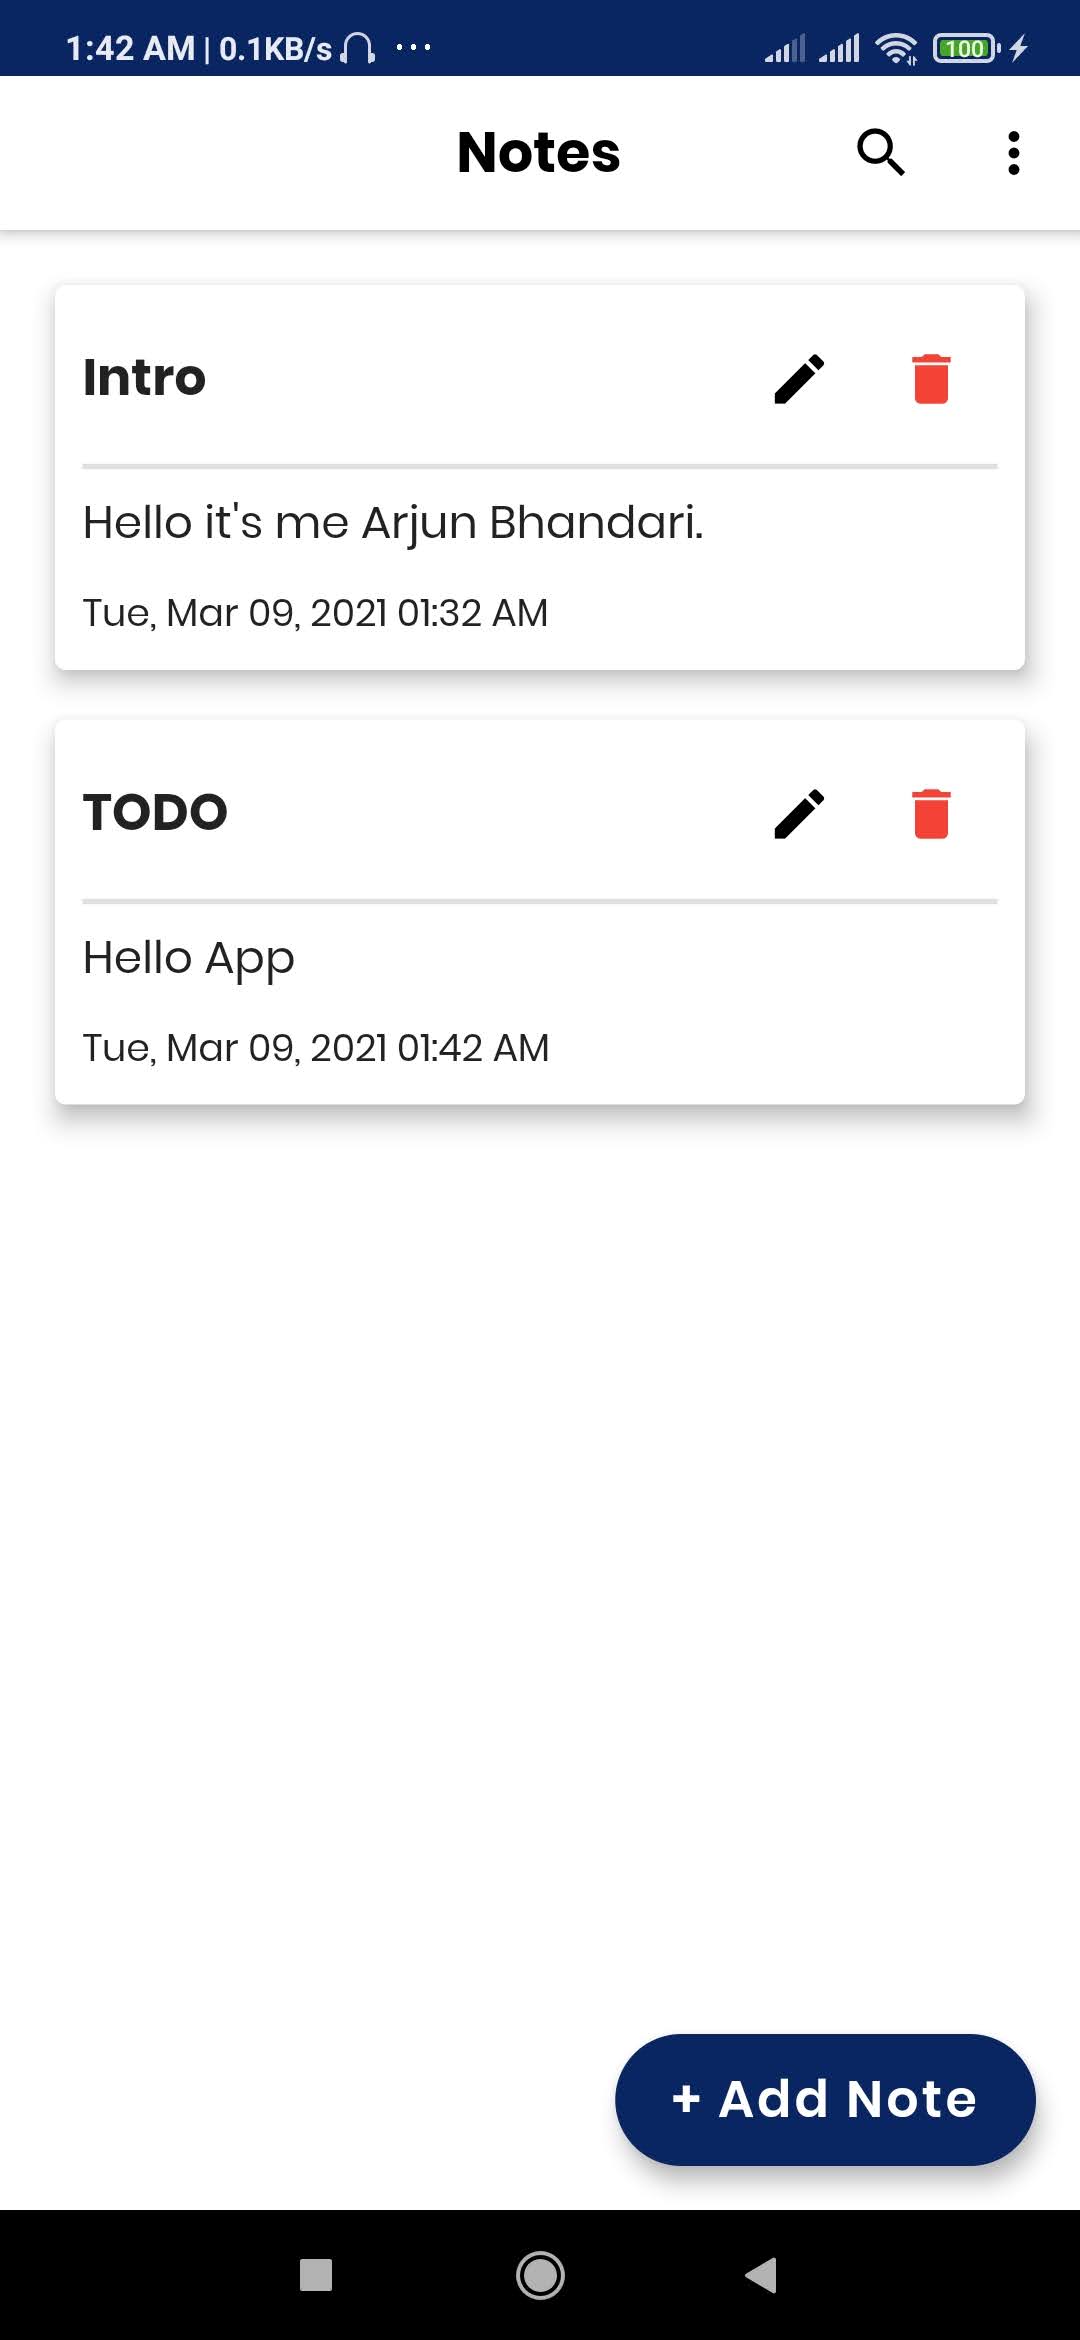 1:42 AM | 0.1KB/s ...
100
Notes
Intro
Hello it's me Arjun Bhandari.
Tue, Mar 09, 2021 01:32 AM
TODO
Hello App
Tue, Mar 09, 2021 01:42 AM
+ Add Note